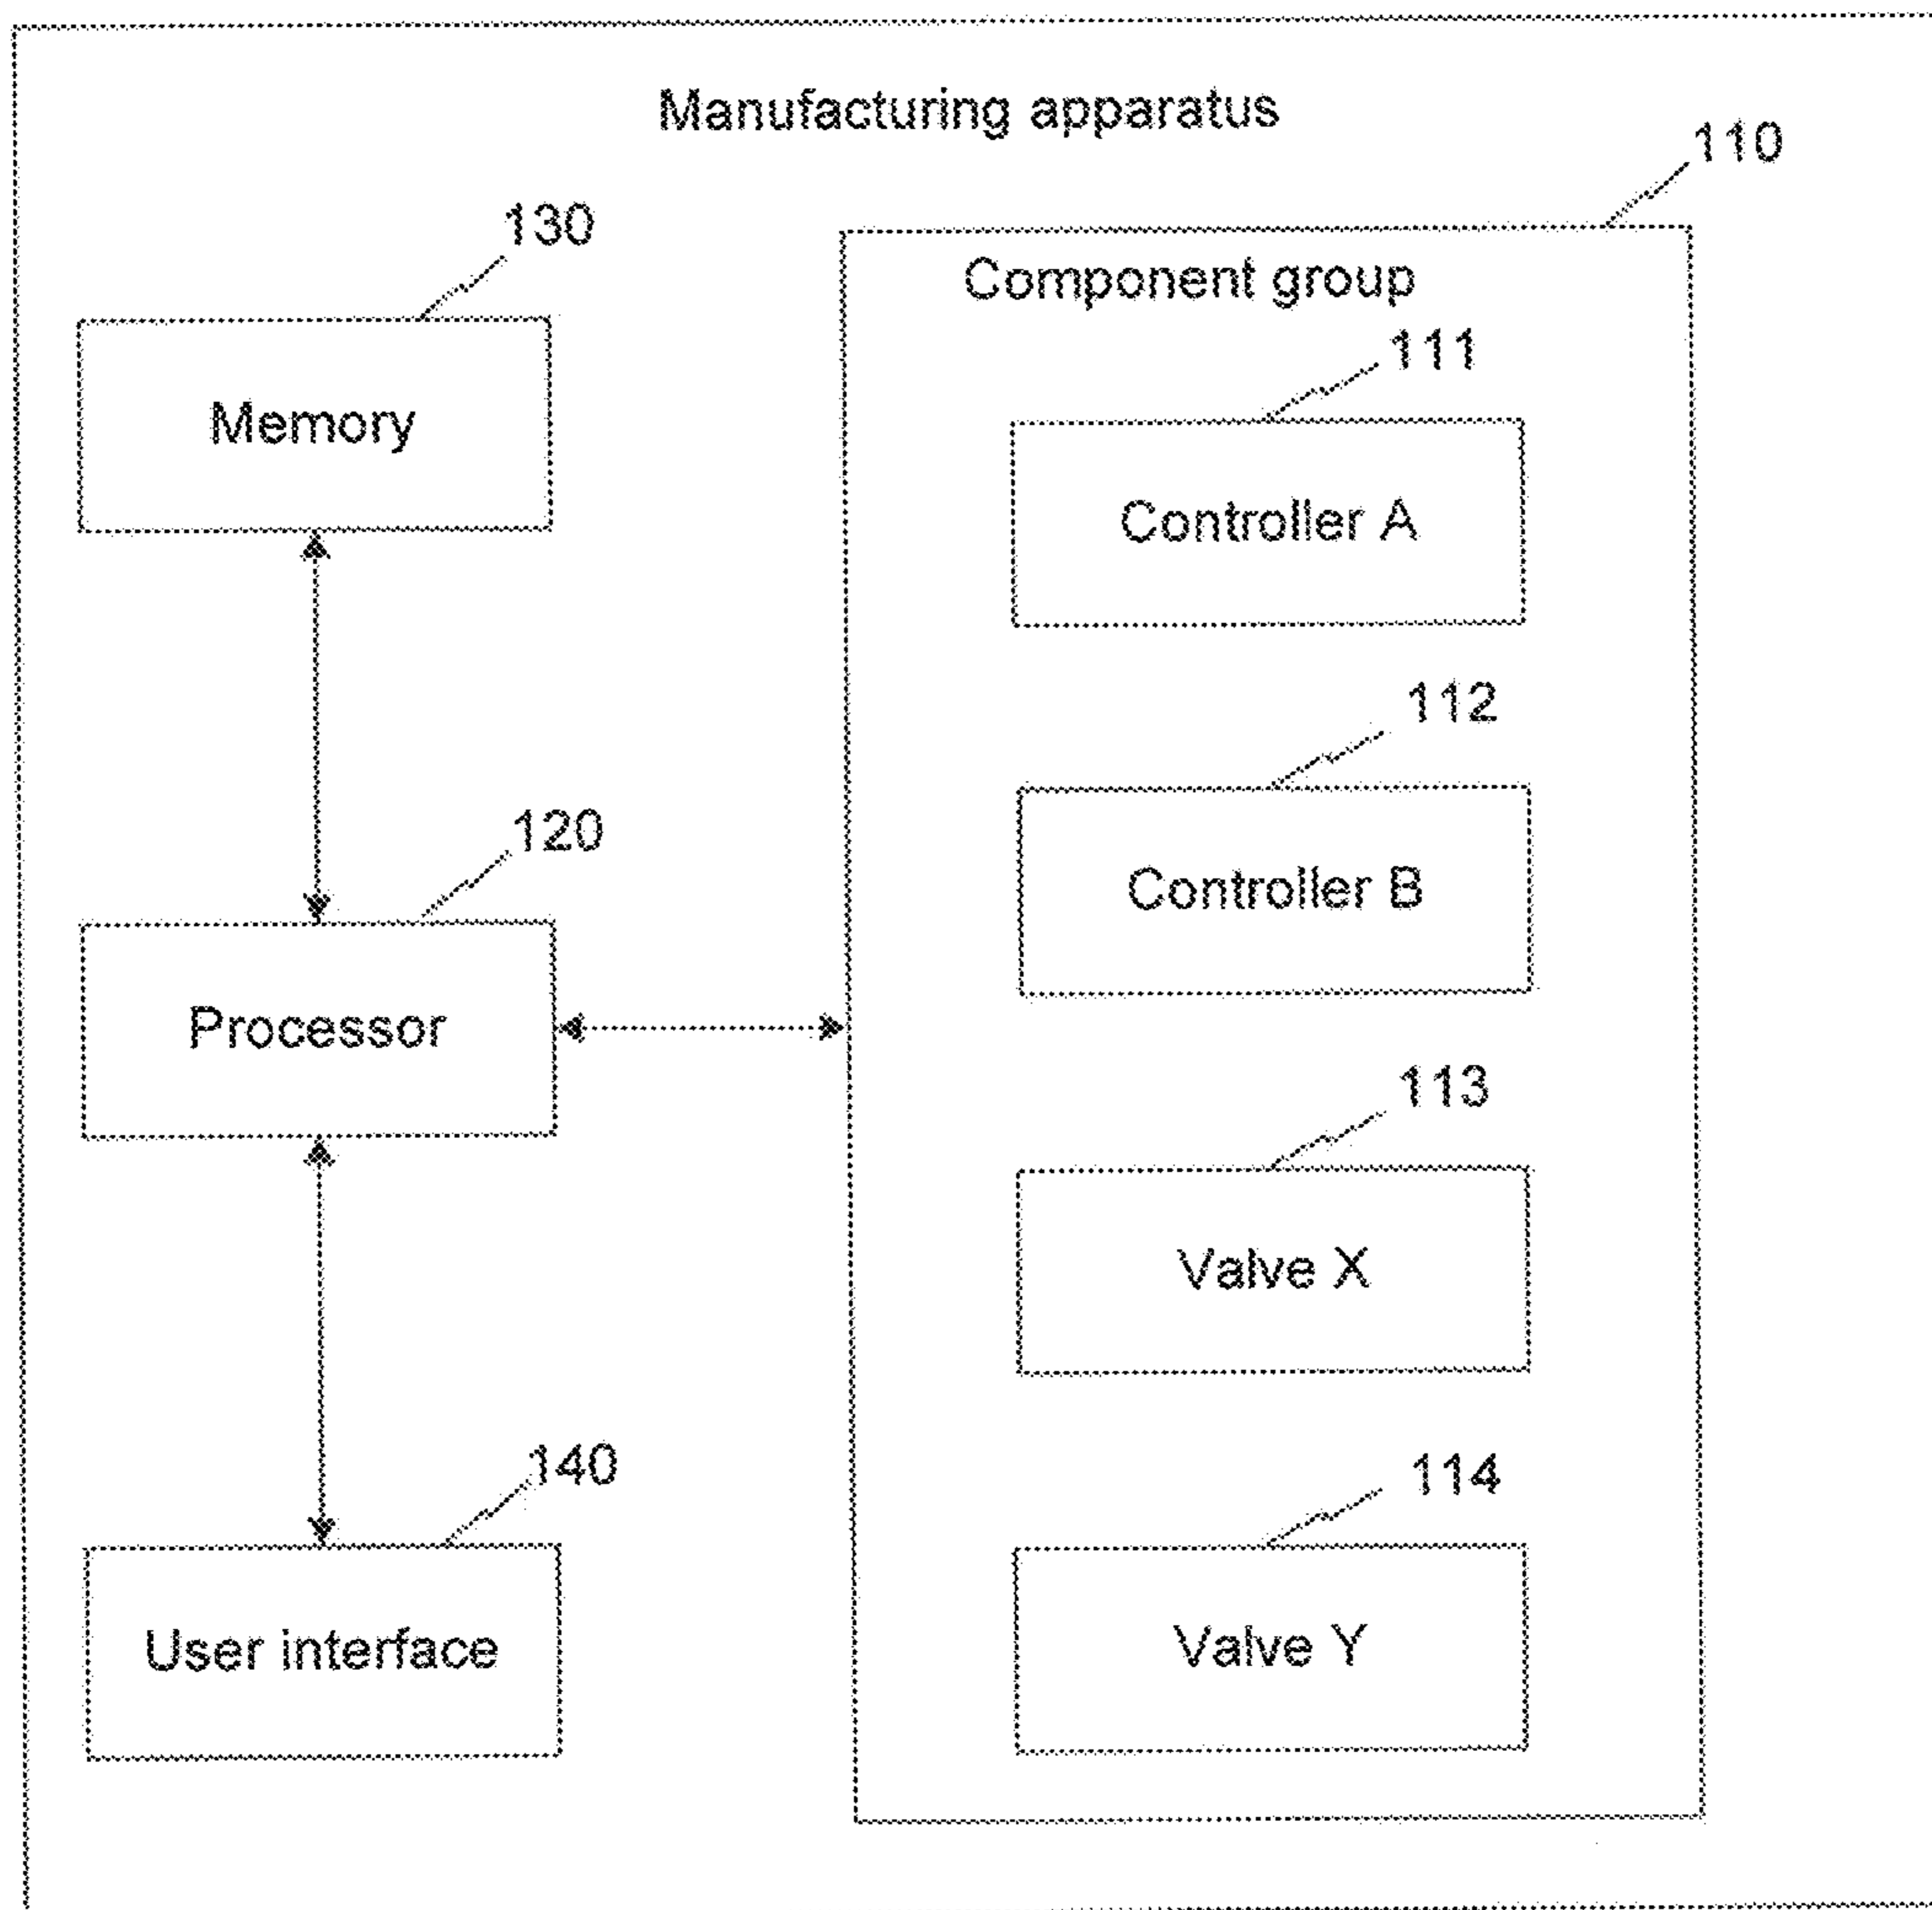 Manufacturing apparatus
110
130
Component group
111
Memory
Controller A
112
120
Controller B
Processor
113
Valve X
140
114
User interface
Valve Y